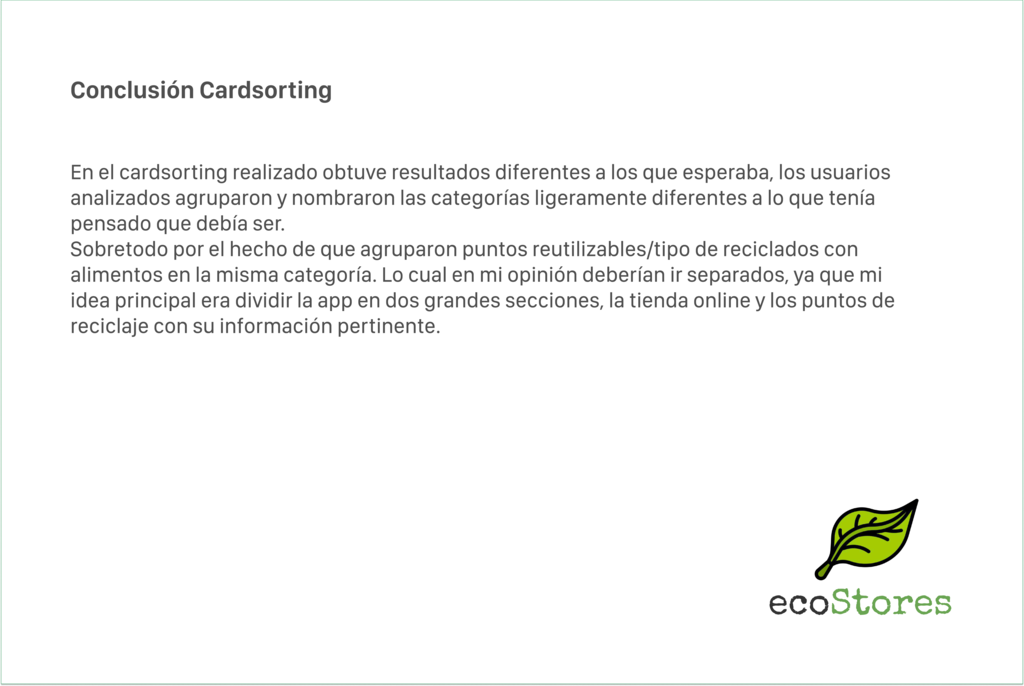 Conclusión Cardsorting
En el cardsorting realizado obtuve resultados diferentes a los que esperaba, los usuarios
analizados agruparon y nombraron las categorías ligeramente diferentes a lo que tenía
pensado que debía ser.
Sobretodo por el hecho de que agruparon puntos reutilizables/tipo de reciclados con
alimentos en la misma categoría. Lo cual en mi opinión deberían ir separados, ya que mi
idea principal era dividir la app en dos grandes secciones, la tienda online y los puntos de
reciclaje con su información pertinente.
ecoStores